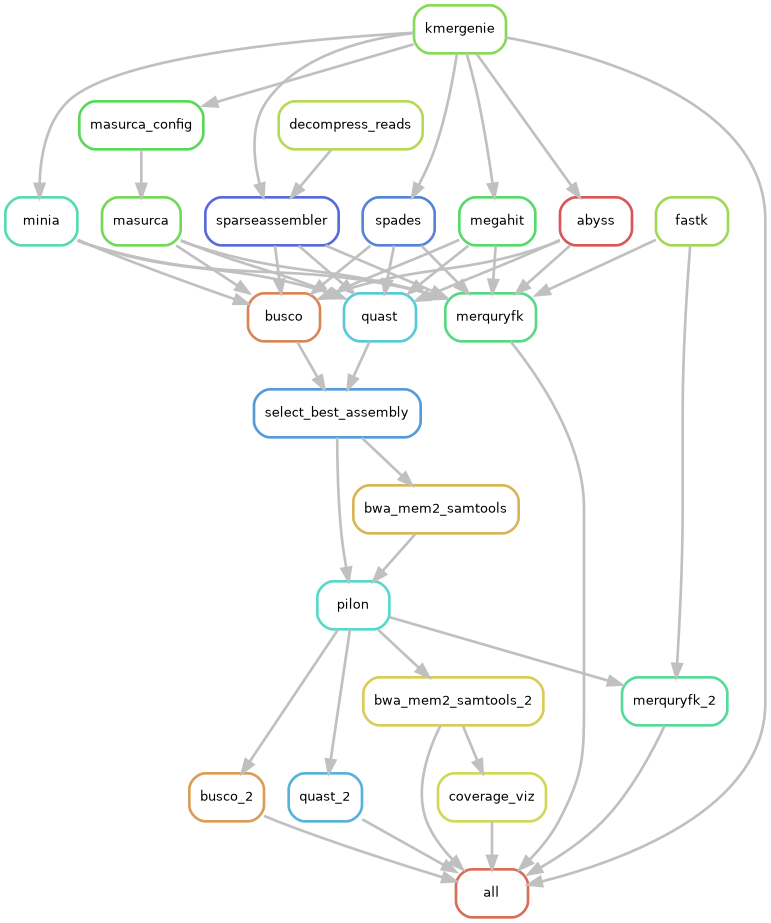 kmergenie
masurca_config
decompress_reads
minia
masurca
sparseassembler
spades
megahit
abyss
fastk
busco
quast
merquryfk
select_best_assembly
bwa_mem2_samtools
pilon
bwa_mem2_samtools_2
merquryfk_2
busco_2
quast_2
coverage_viz
all